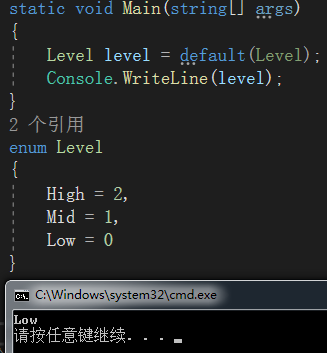 static void Main(string[] args)
{
Level level = default(Level);
Console.WriteLine(level);
}
2 个引用
enum Level
{
High = 2,
Mid = 1,
Low = 0
}
C:\Windows\system32\cmd.exe
Low
请按任意键继续. . .